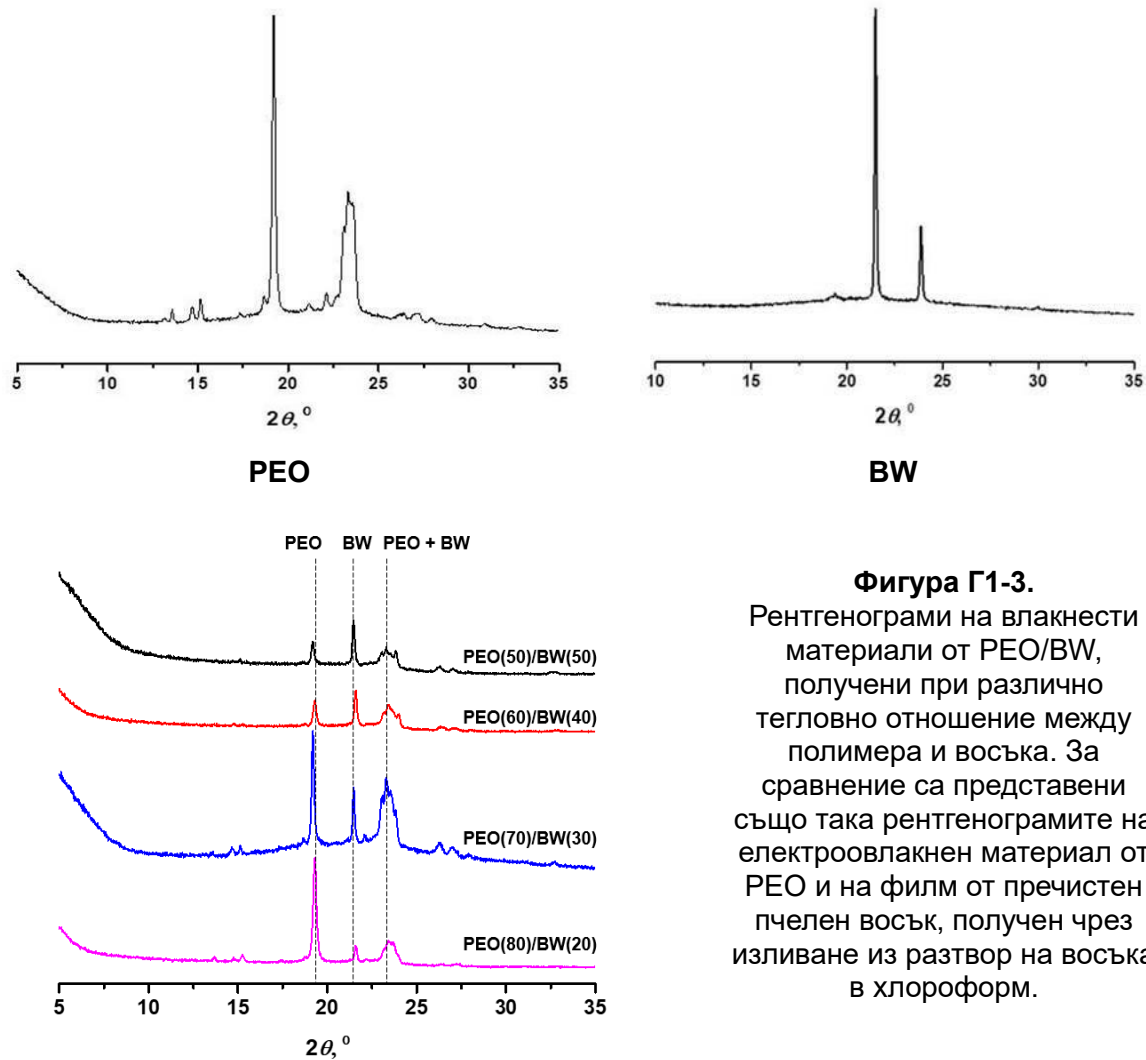 5 10 15 20 25 30 35
2θ, °
PEO
10 15 20 25 30 35
2θ, °
BW
PEO BW PEO + BW
PEO(50)/BW(50)
PEO(60)/BW(40)
PEO(70)/BW(30)
PEO(80)/BW(20)
5 10 15 20 25 30 35
2θ, °
Фигура Г1-3.
Рентгенограми на влакнести
материали от PEO/BW,
получени при различно
тегловно отношение между
полимера и восъка. За
сравнение са представени
също така рентгенограмите на
електроовлакнен материал от
PEO и на филм от пречистен
пчелен восък, получен чрез
изливане из разтвор на восъка
в хлороформ.